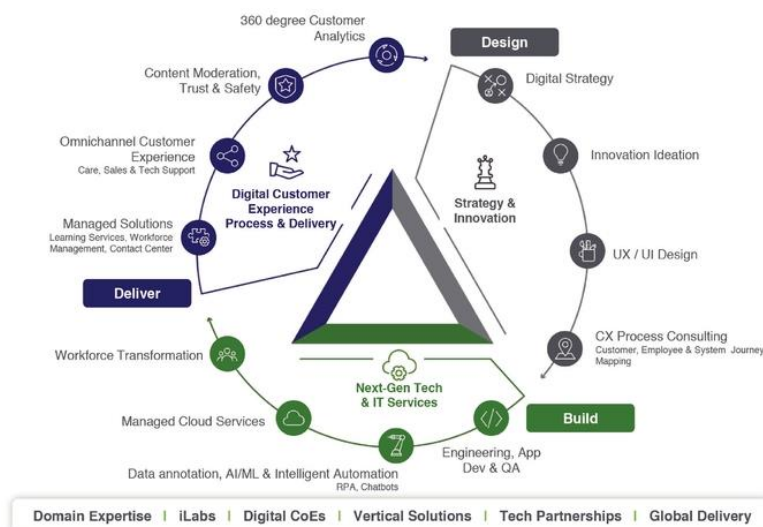 360 degree Customer
Analytics
Design
Content Moderation,
Trust & Safety
Digital Strategy
Omnichannel Customer
Experience
Care, Sales & Tech Support
Innovation Ideation
Digital Customer
Experience
Process & Delivery
Strategy &
Innovation
Managed Solutions
Learning Services, Workforce
Management, Contact Center
UX / UI Design
Deliver
Workforce Transformation
CX Process Consulting
Customer, Employee & System Journey
Mapping
Next-Gen Tech
& IT Services
Managed Cloud Services
Build
Data annotation, AI/ML & Intelligent Automation
RPA, Chatbots
Engineering, App
Dev & QA
Domain Expertise | iLabs | Digital CoEs | Vertical Solutions | Tech Partnerships | Global Delivery